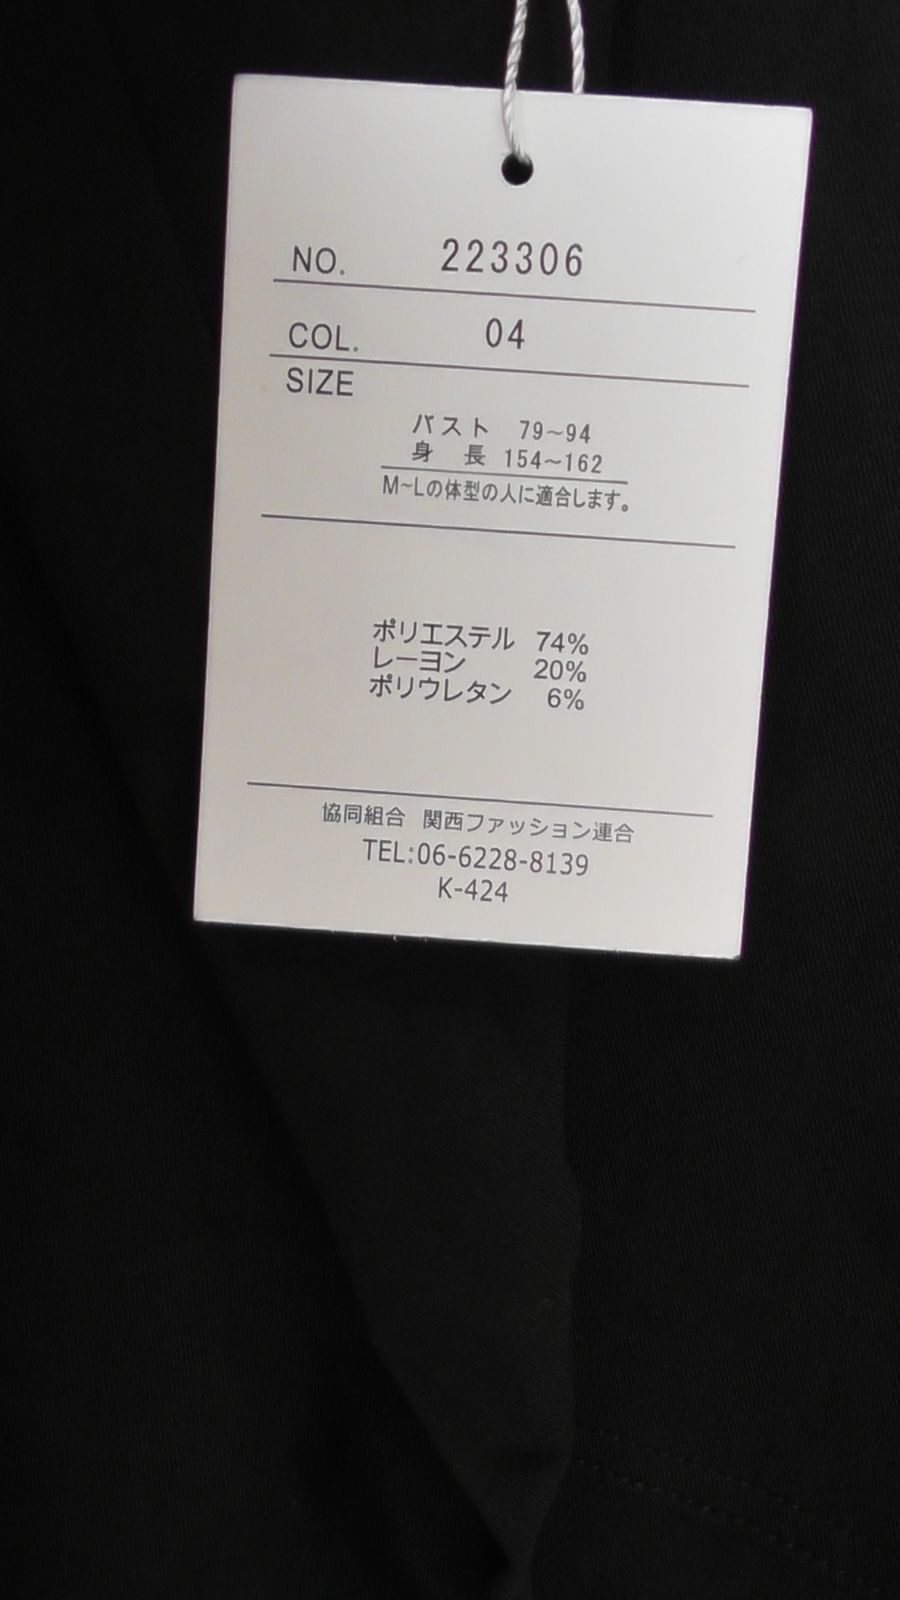 NO. 223306
COL. 04
SIZE
バスト 79~94
身 長 154~162
M~Lの体型の人に適合します。
ポリエステル 74%
レーヨン 20%
ポリウレタン 6%
協同組合 関西ファッション連合
TEL:06-6228-8139
K-424